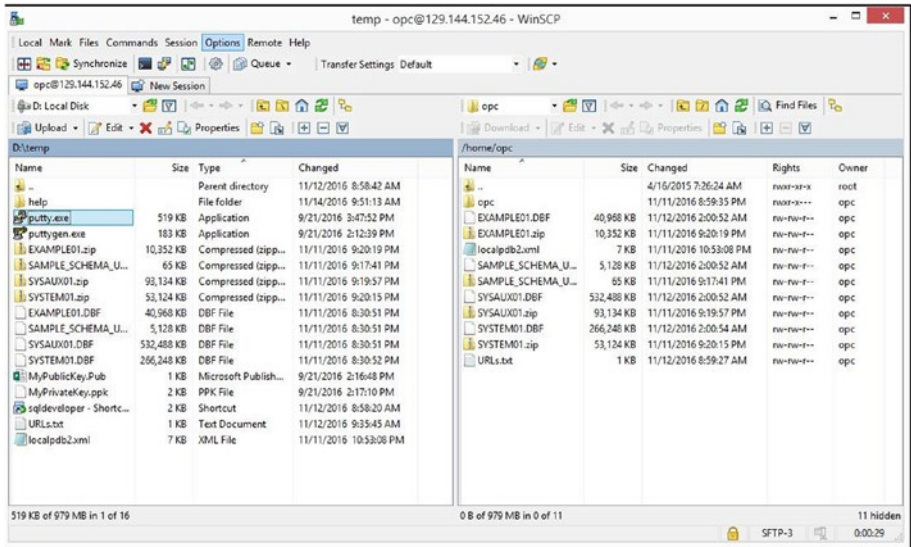 temp - opc@129.144.152.46 - WinSCP
Local Mark Files Commands Session Options Remote Help
Synchronize Queue Transfer Settings Default
opc@129.144.152.46 New Session
D: Local Disk opc Find Files
Upload Edit Properties Download Edit Properties
D:\temp /home/opc
Name Size Type Changed Name Size Changed Rights Owner
.. Parent directory 11/12/2016 8:58:42 AM .. 4/16/2015 7:26:24 AM rwxr-xr-x root
help File folder 11/14/2016 9:51:13 AM opc 11/11/2016 8:59:35 PM rwxr-x--- opc
putty.exe 519 KB Application 9/21/2016 3:47:52 PM EXAMPLE01.DBF 40,968 KB 11/12/2016 2:00:52 AM rw-rw-r-- opc
puttygen.exe 183 KB Application 9/21/2016 2:12:39 PM EXAMPLE01.zip 10,352 KB 11/11/2016 9:20:19 PM rw-rw-r-- opc
EXAMPLE01.zip 10,352 KB Compressed (zipp... 11/11/2016 9:20:19 PM localpdb2.xml 7 KB 11/11/2016 10:53:08 PM rw-rw-r-- opc
SAMPLE_SCHEMA_U... 65 KB Compressed (zipp... 11/11/2016 9:17:41 PM SAMPLE_SCHEMA_U... 5,128 KB 11/12/2016 2:00:52 AM rw-rw-r-- opc
SYSAUX01.zip 93,134 KB Compressed (zipp... 11/11/2016 9:19:57 PM SAMPLE_SCHEMA_U... 65 KB 11/11/2016 9:17:41 PM rw-rw-r-- opc
SYSTEM01.zip 53,124 KB Compressed (zipp... 11/11/2016 9:20:15 PM SYSAUX01.DBF 532,488 KB 11/12/2016 2:00:52 AM rw-rw-r-- opc
EXAMPLE01.DBF 40,968 KB DBF File 11/11/2016 8:30:51 PM SYSAUX01.zip 93,134 KB 11/11/2016 9:19:57 PM rw-rw-r-- opc
SAMPLE_SCHEMA_U... 5,128 KB DBF File 11/11/2016 8:30:51 PM SYSTEM01.DBF 266,248 KB 11/12/2016 2:00:54 AM rw-rw-r-- opc
SYSAUX01.DBF 532,488 KB DBF File 11/11/2016 8:30:51 PM SYSTEM01.zip 53,124 KB 11/11/2016 9:20:15 PM rw-rw-r-- opc
SYSTEM01.DBF 266,248 KB DBF File 11/11/2016 8:30:52 PM URLs.txt 1 KB 11/12/2016 8:59:27 AM rw-rw-r-- opc
MyPublicKey.Pub 1 KB Microsoft Publish... 9/21/2016 2:16:48 PM
MyPrivateKey.ppk 2 KB PPK File 9/21/2016 2:17:10 PM
sqldeveloper - Shortc... 2 KB Shortcut 11/12/2016 8:58:20 AM
URLs.txt 1 KB Text Document 11/12/2016 9:35:45 AM
localpdb2.xml 7 KB XML File 11/11/2016 10:53:08 PM
519 KB of 979 MB in 1 of 16 0 B of 979 MB in 0 of 11 11 hidden
SFTP-3 0:00:29